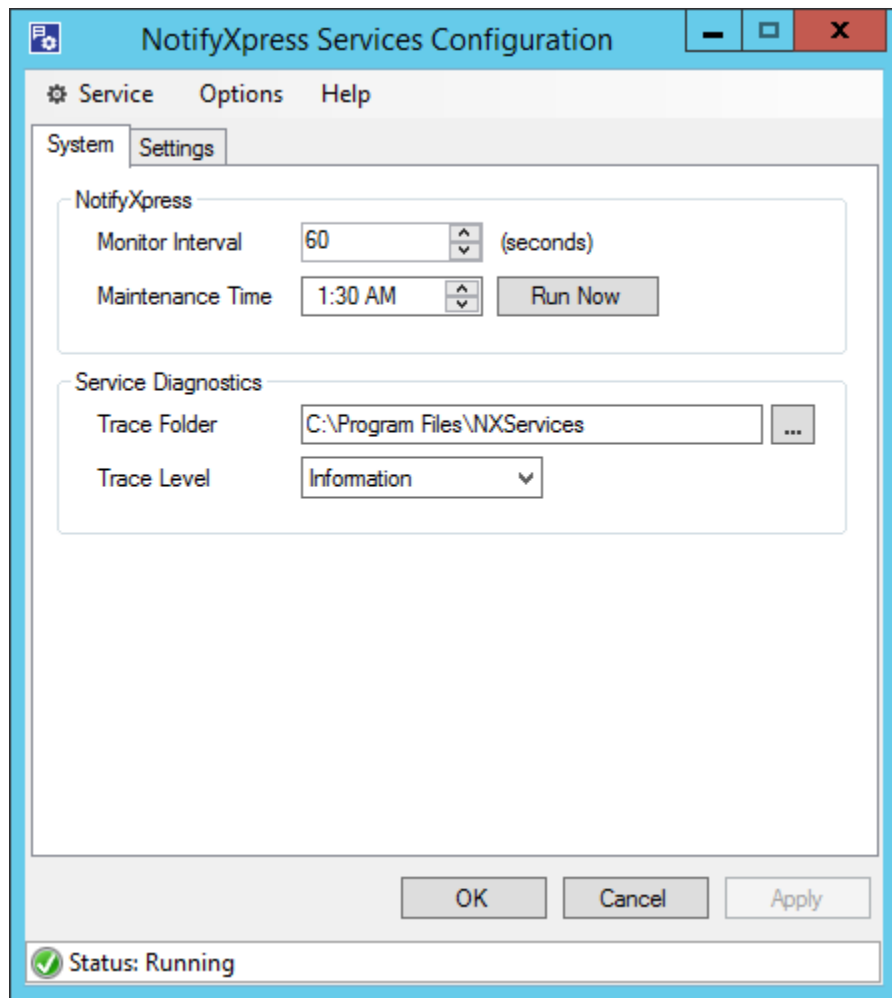 NotifyXpress Services Configuration
Service Options Help
System Settings
NotifyXpress
Monitor Interval 60 (seconds)
Maintenance Time 1:30 AM Run Now
Service Diagnostics
Trace Folder C:\Program Files\NXServices ...
Trace Level Information
OK Cancel Apply
Status: Running